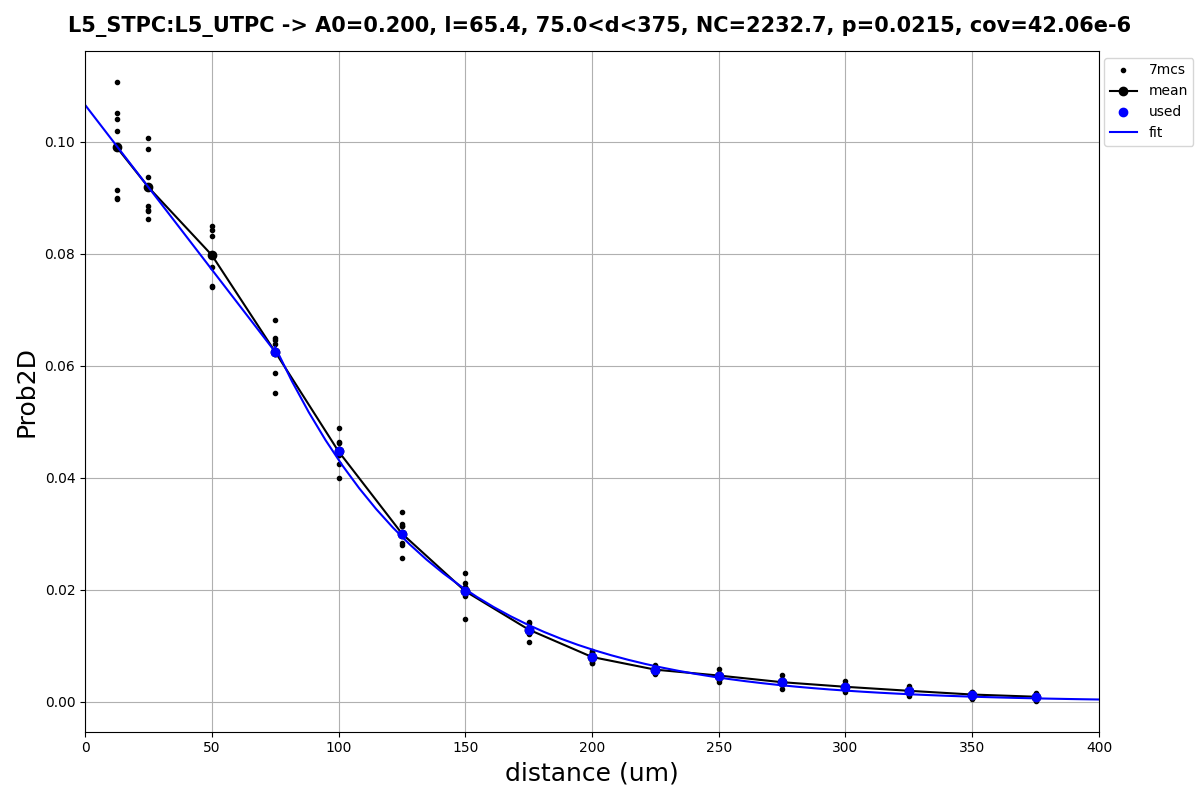 L5_STPC:L5_UTPC -> A0=0.200, l=65.4, 75.0<d<375, NC=2232.7, p=0.0215, cov=42.06e-6
7mcs
mean
used
fit
Prob2D
0.10
0.08
0.06
0.04
0.02
0.00
0 50 100 150 200 250 300 350 400
distance (um)